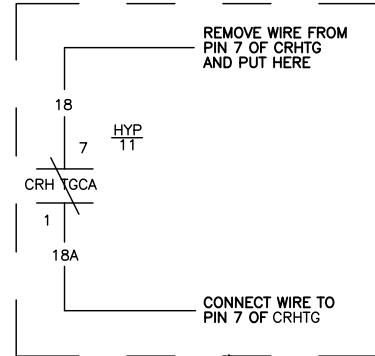 REMOVE WIRE FROM
PIN 7 OF CRHTG
AND PUT HERE
18
7
HYP
11
CRH TGCA
1
18A
CONNECT WIRE TO
PIN 7 OF CRHTG